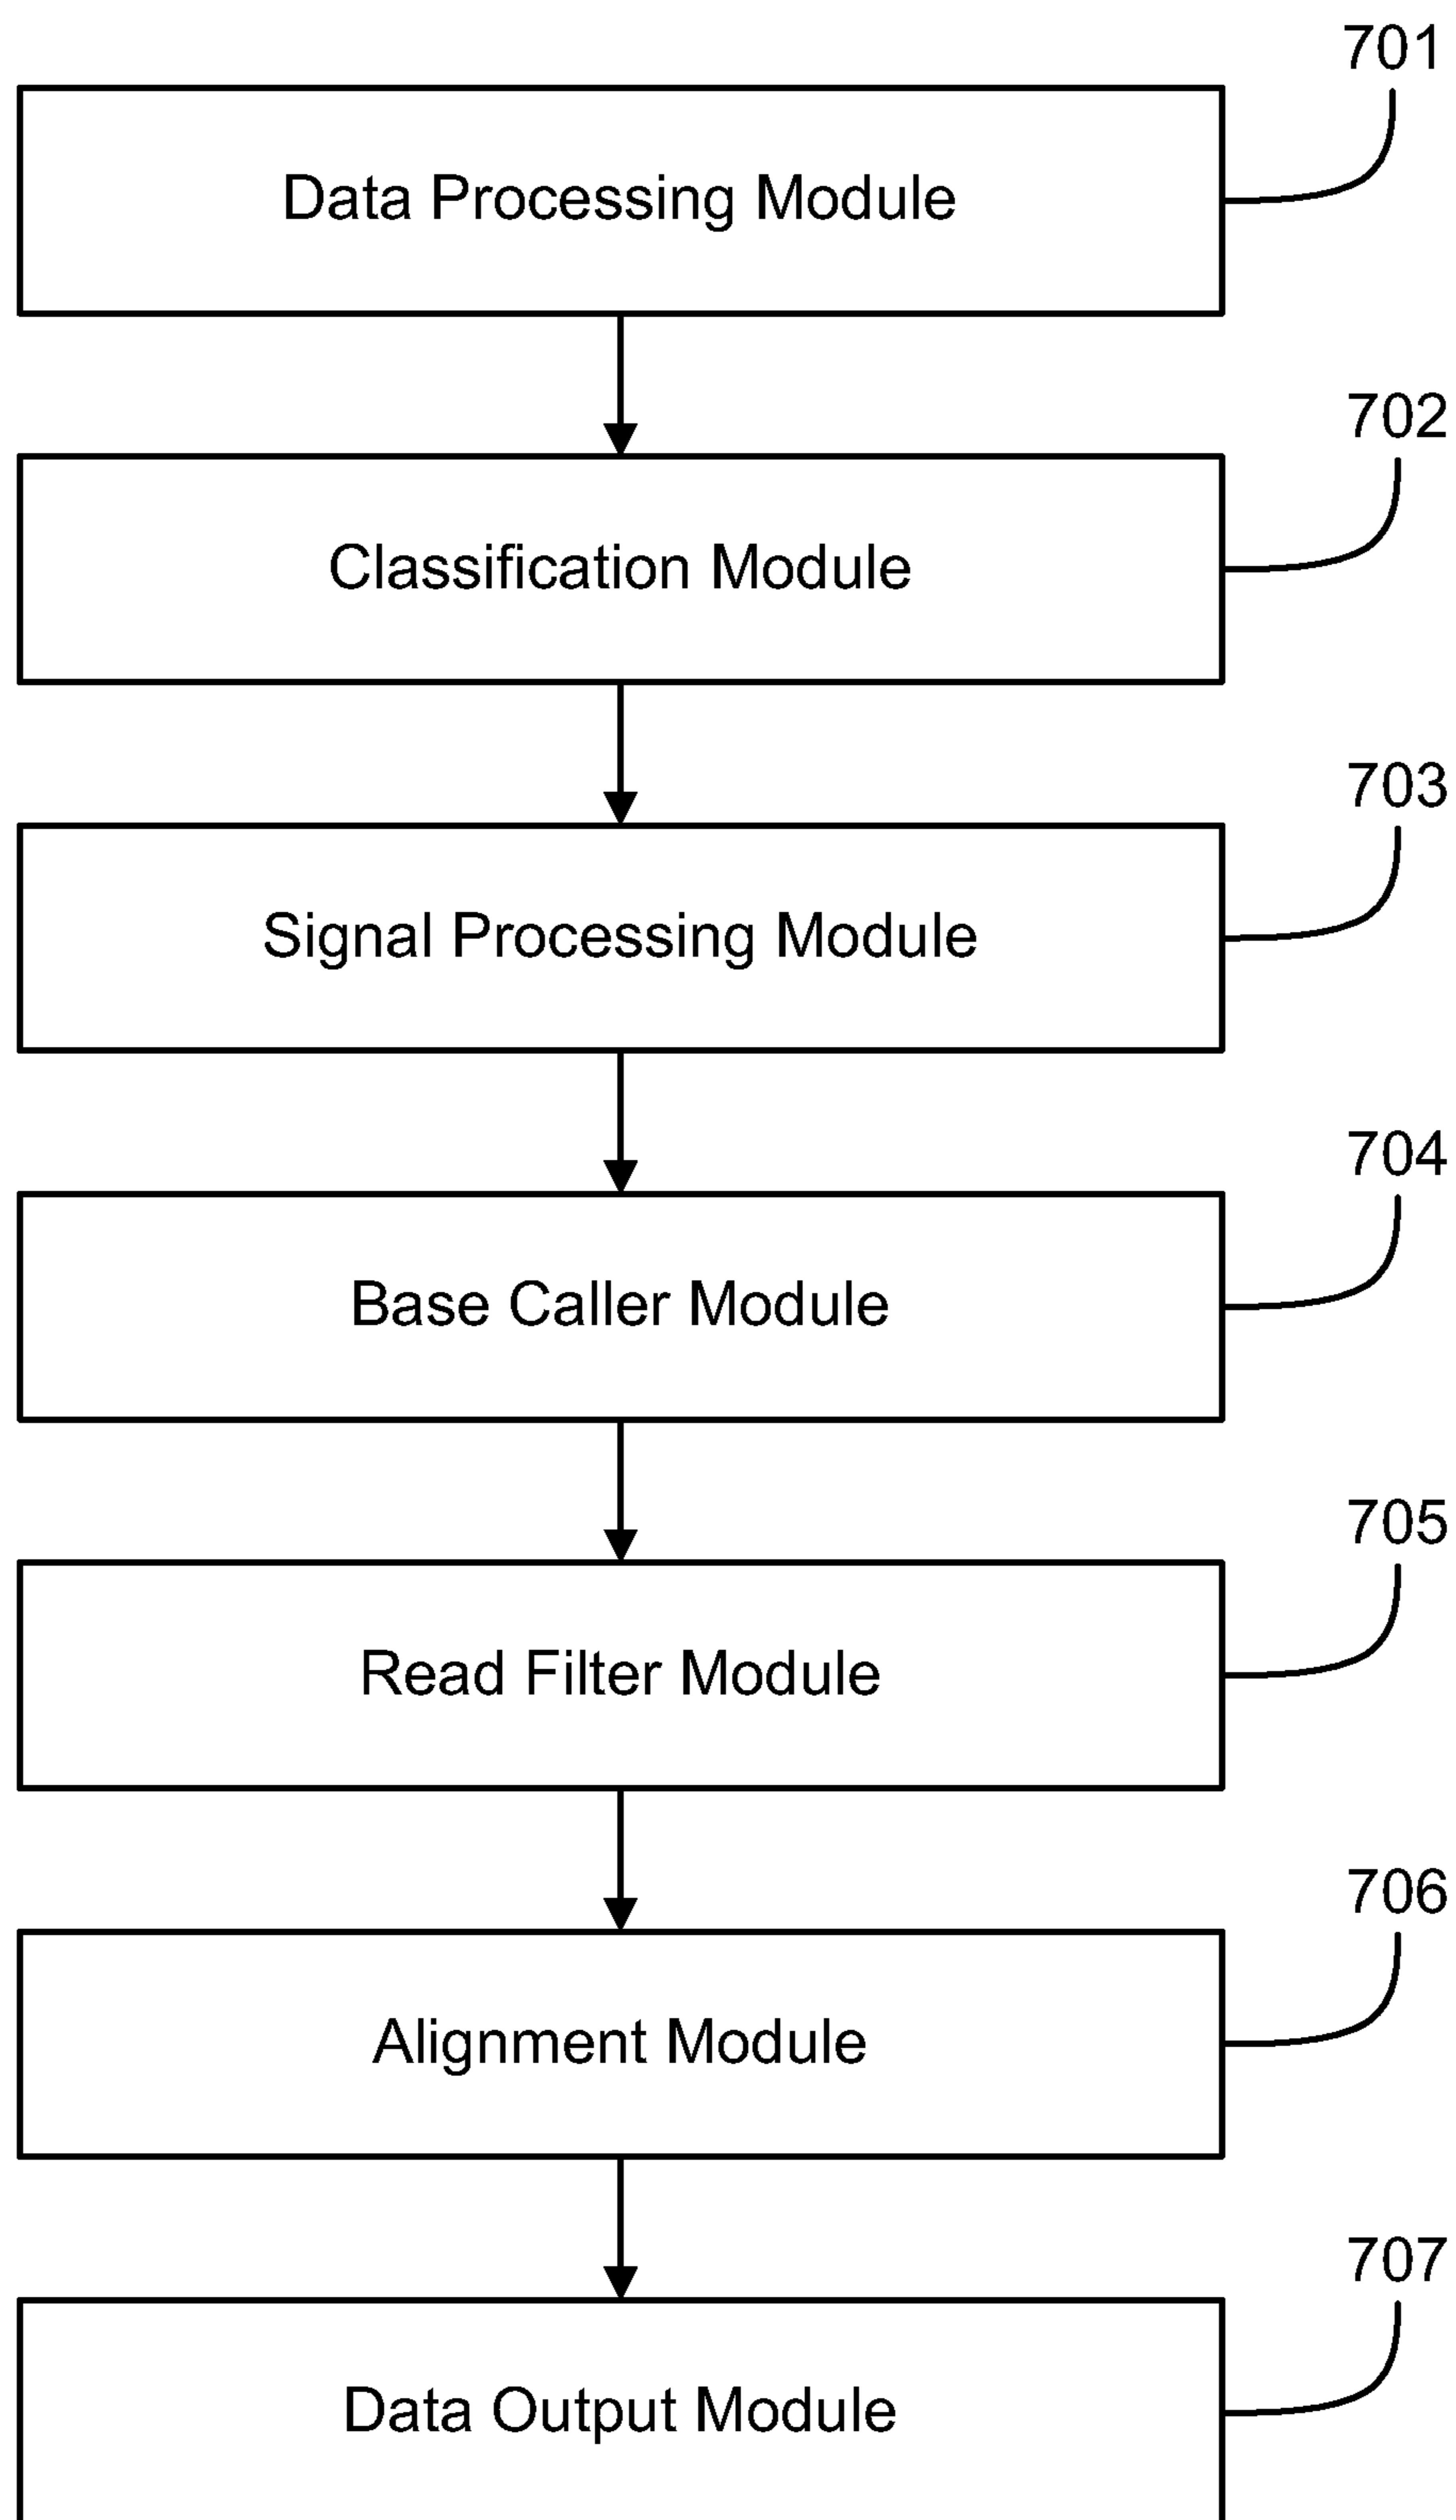 701
Data Processing Module
702
Classification Module
703
Signal Processing Module
704
Base Caller Module
705
Read Filter Module
706
Alignment Module
707
Data Output Module